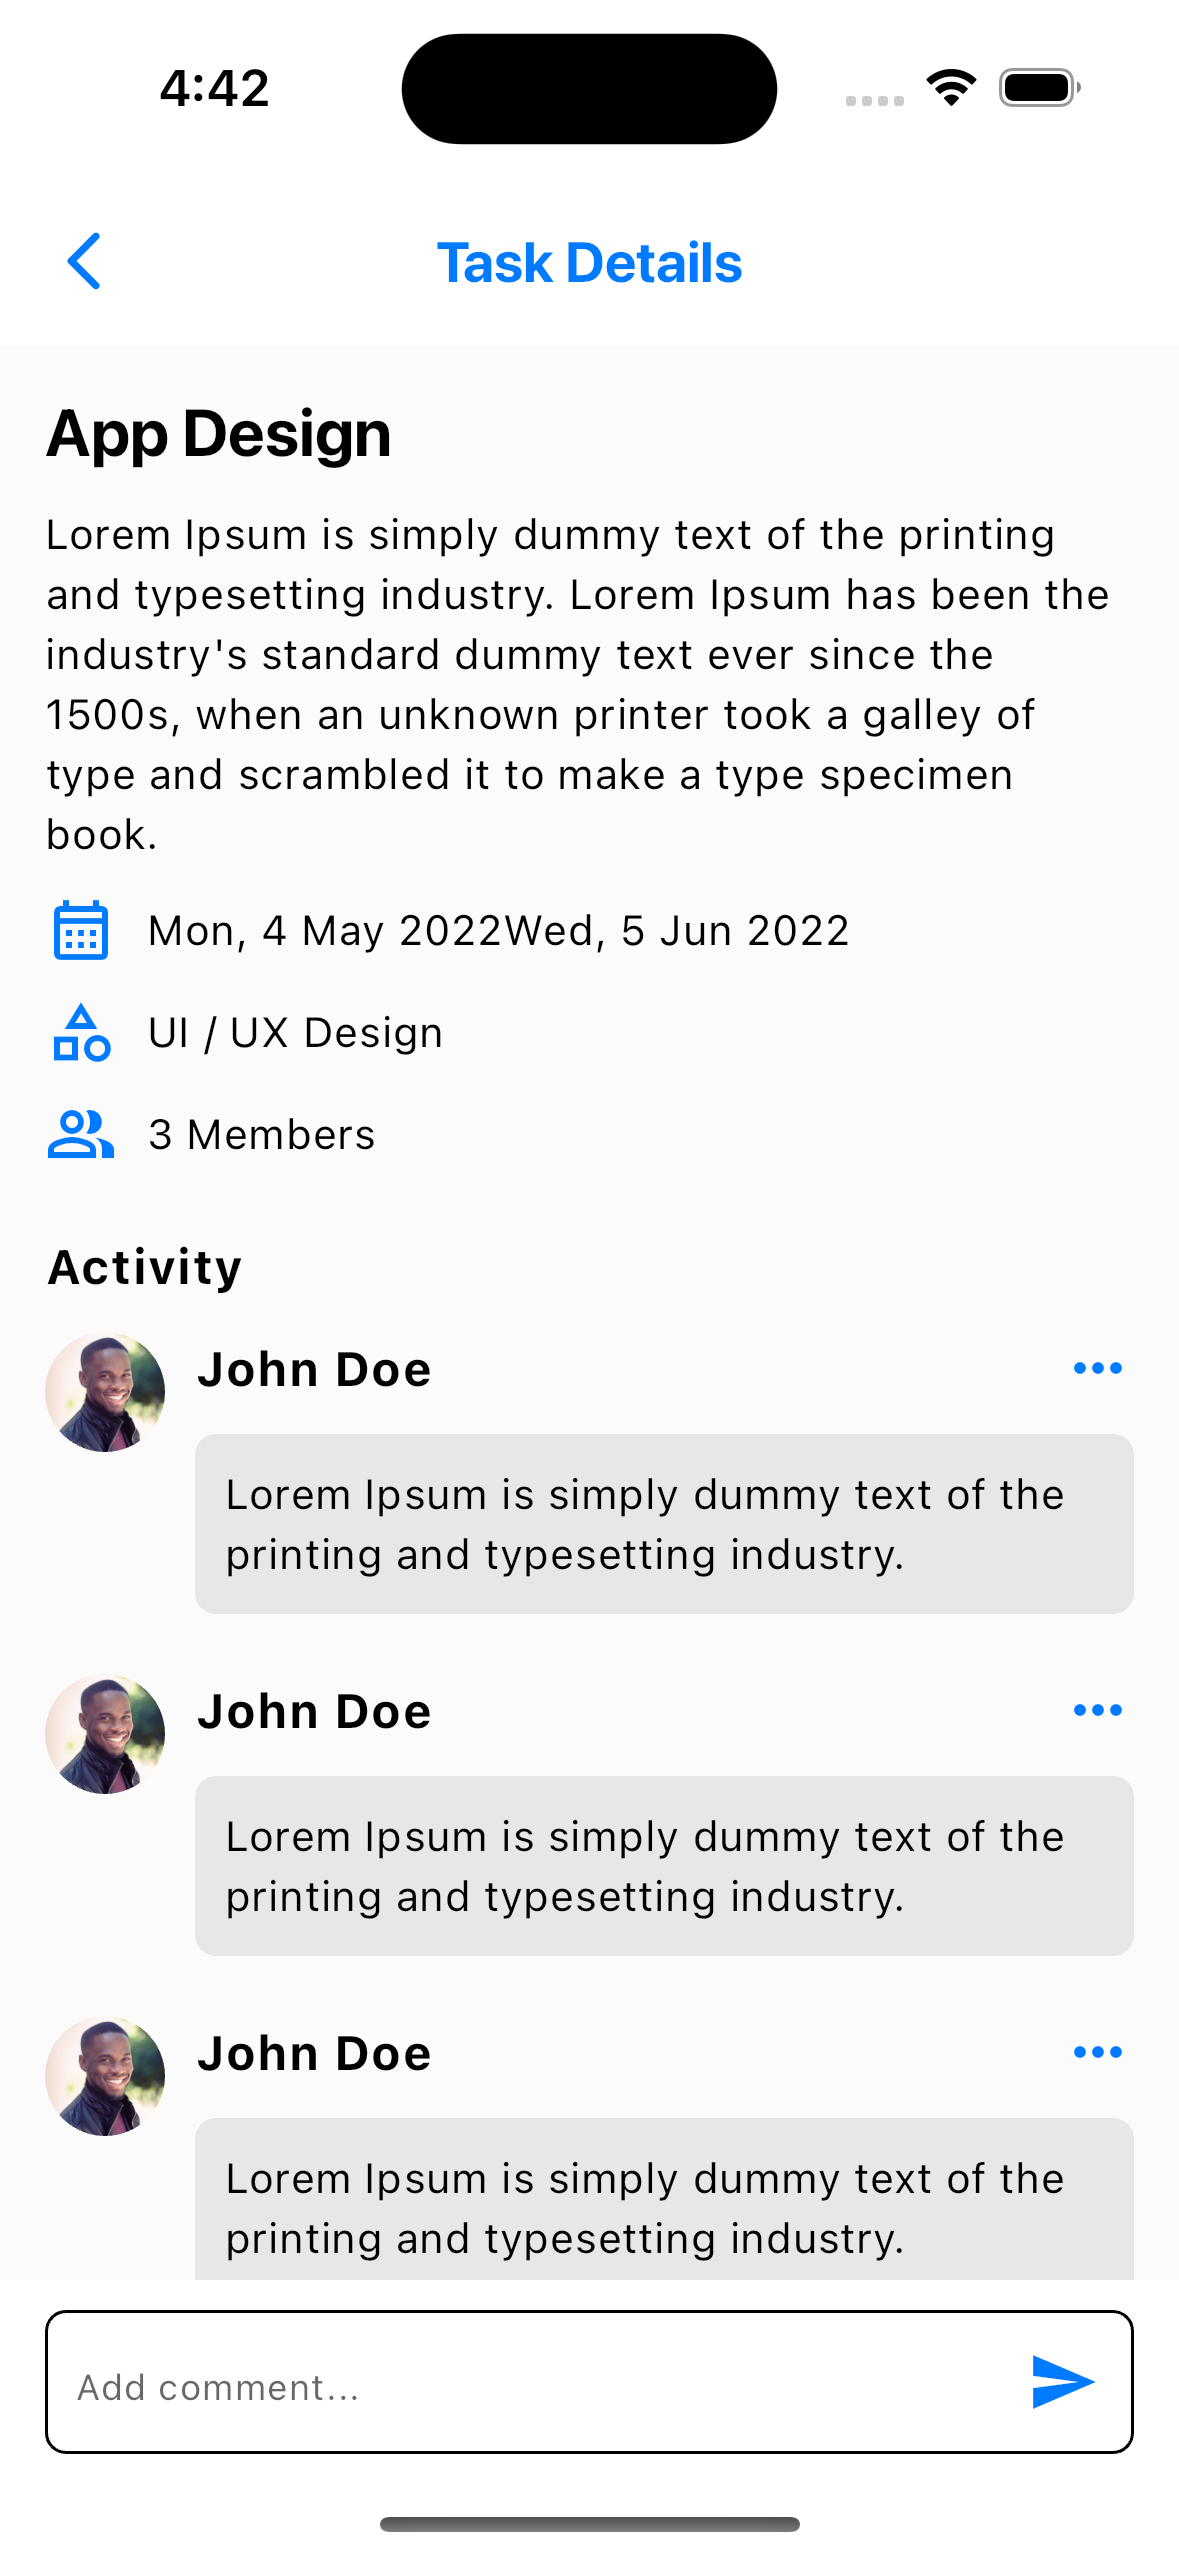 4:42
Task Details
App Design
Lorem Ipsum is simply dummy text of the printing
and typesetting industry. Lorem Ipsum has been the
industry's standard dummy text ever since the
1500s, when an unknown printer took a galley of
type and scrambled it to make a type specimen
book.
Mon, 4 May 2022Wed, 5 Jun 2022
UI / UX Design
3 Members
Activity
John Doe
Lorem Ipsum is simply dummy text of the
printing and typesetting industry.
John Doe
Lorem Ipsum is simply dummy text of the
printing and typesetting industry.
John Doe
Lorem Ipsum is simply dummy text of the
printing and typesetting industry.
Add comment...